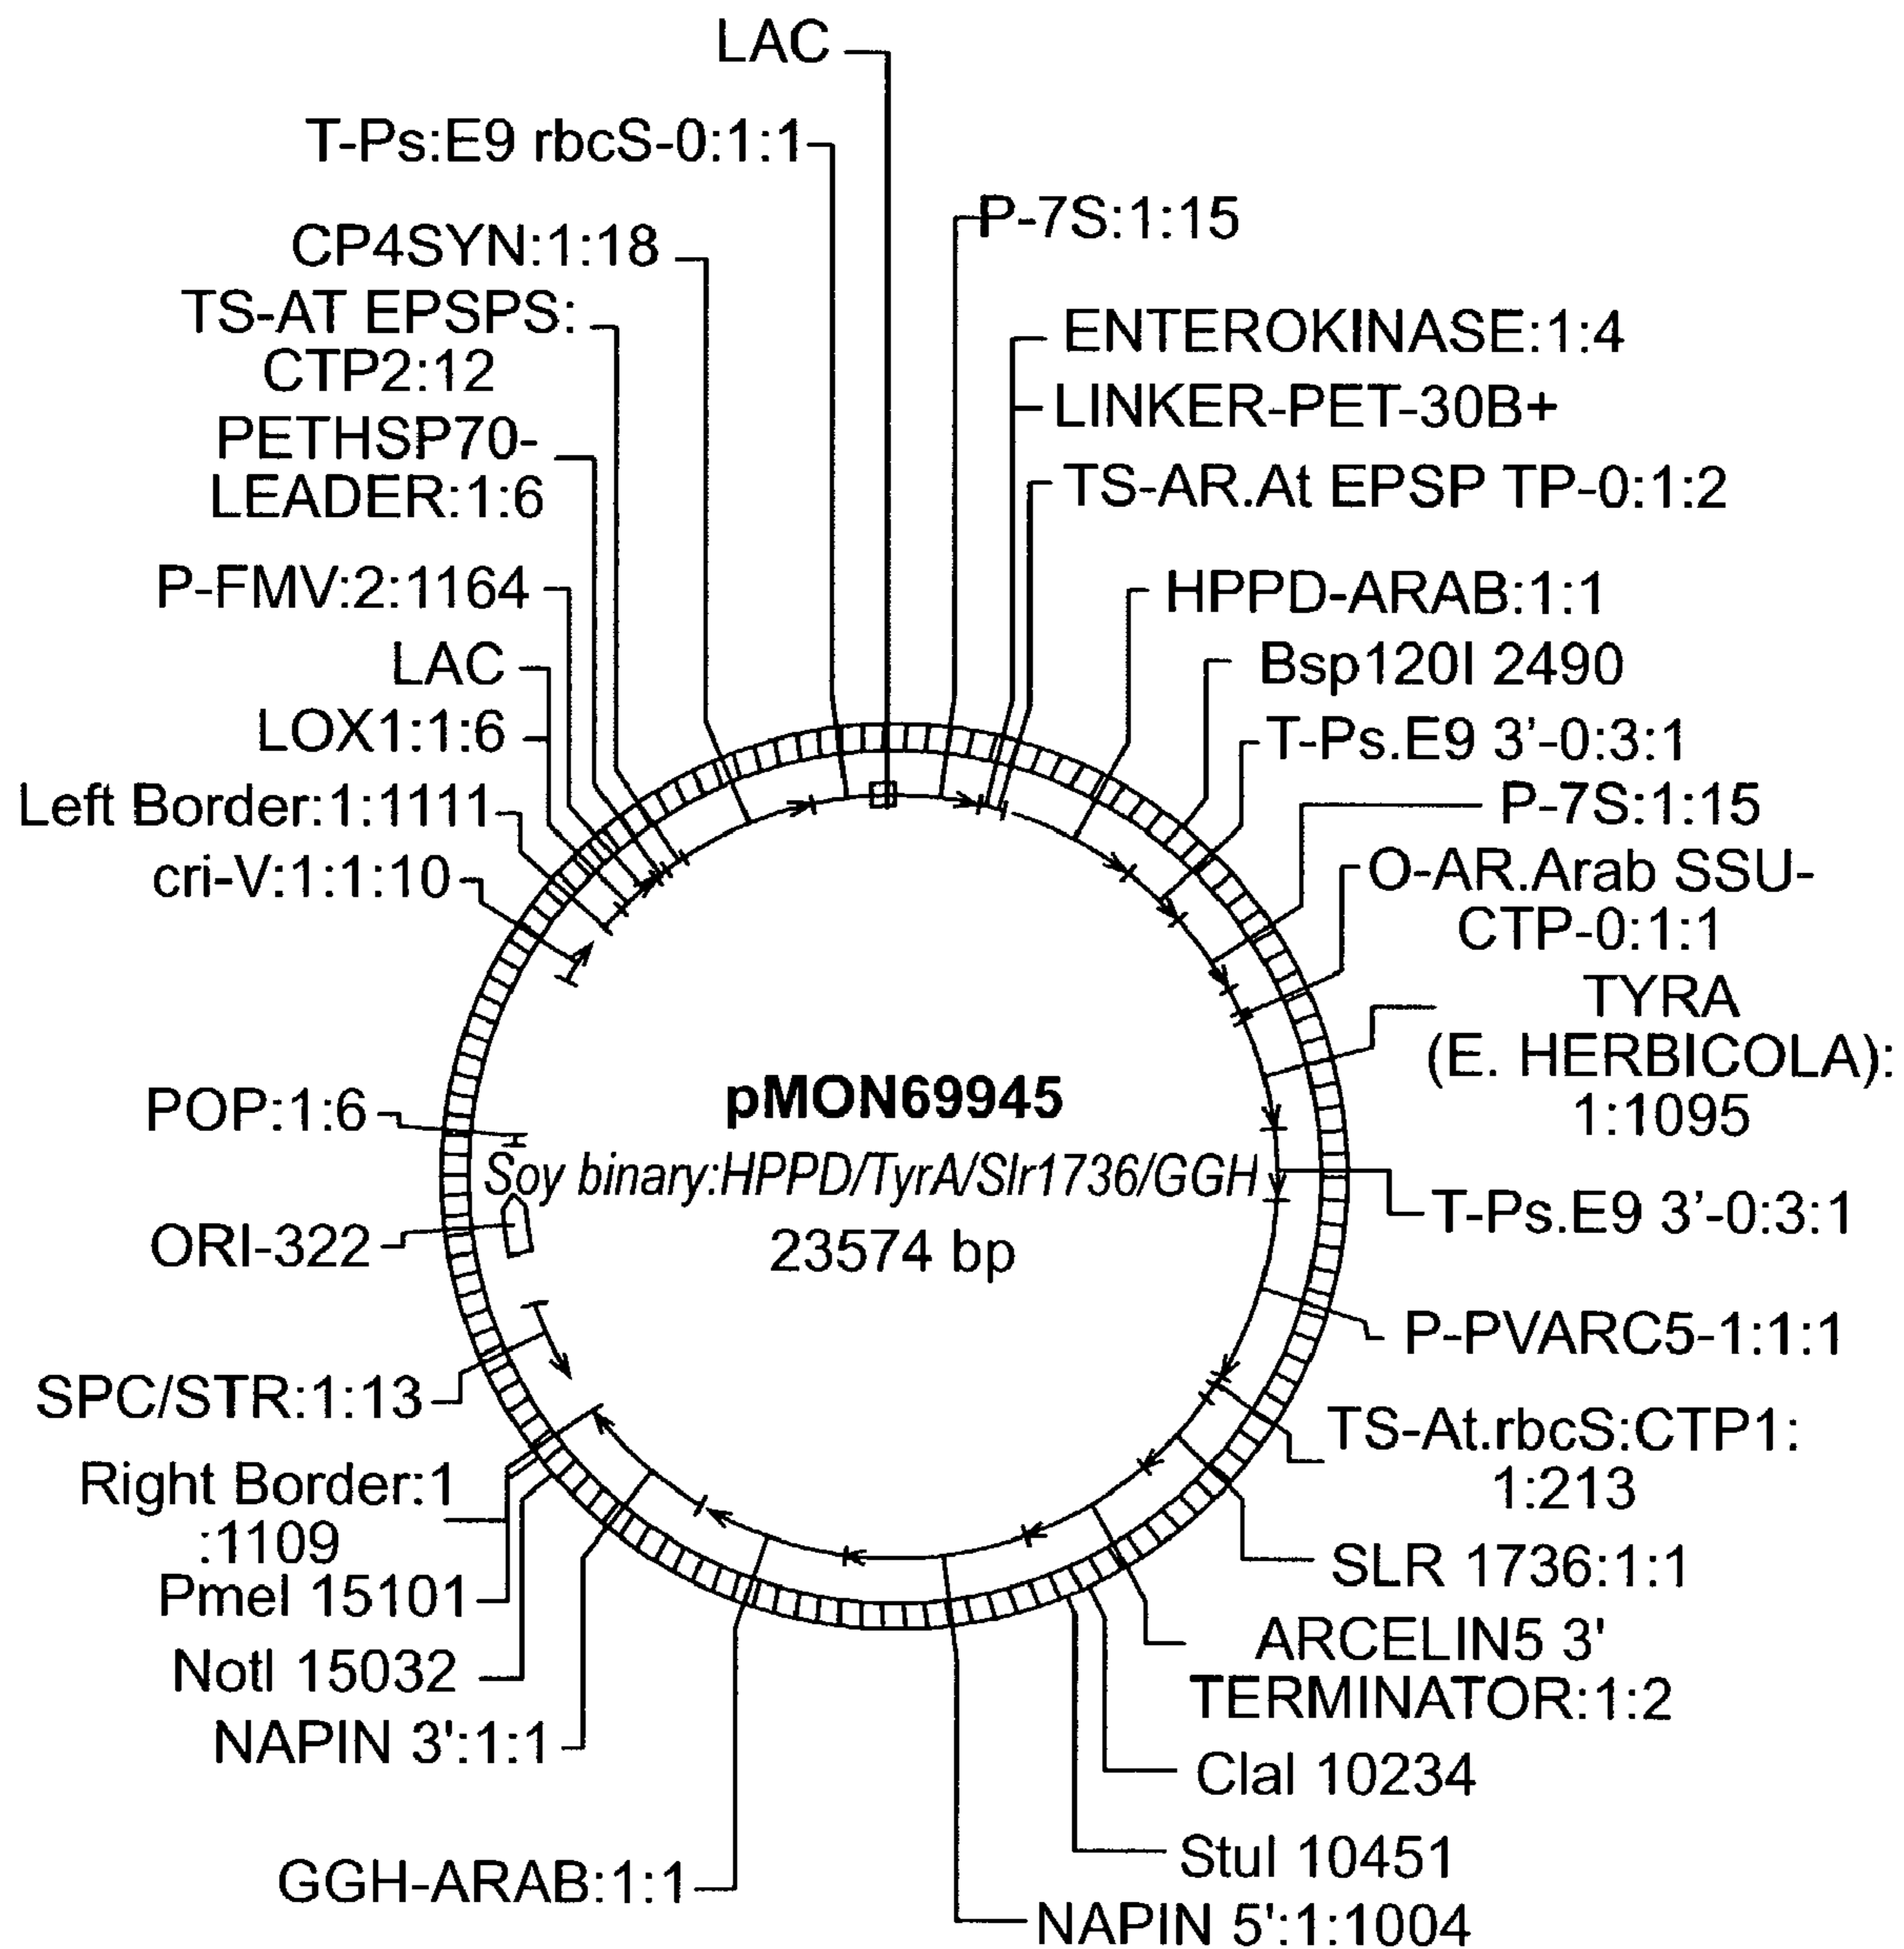 LAC
T-Ps:E9 rbcS-0:1:1
P-7S:1:15
CP4SYN:1:18
TS-AT EPSPS:
CTP2:12
ENTEROKINASE:1:4
LINKER-PET-30B+
PETHSP70-
LEADER:1:6
TS-AR.At EPSP TP-0:1:2
P-FMV:2:1164
HPPD-ARAB:1:1
LAC
Bsp120I 2490
LOX1:1:6
T-Ps.E9 3’-0:3:1
Left Border:1:1111
P-7S:1:15
cri-V:1:1:10
O-AR.Arab SSU-
CTP-0:1:1
TYRA
(E. HERBICOLA):
1:1095
POP:1:6
pMON69945
Soy binary:HPPD/TyrA/Slr1736/GGH
23574 bp
T-Ps.E9 3’-0:3:1
ORI-322
P-PVARC5-1:1:1
SPC/STR:1:13
TS-At.rbcS:CTP1:
1:213
Right Border:1
:1109
SLR 1736:1:1
PmeI 15101
ARCELIN5 3'
TERMINATOR:1:2
NotI 15032
NAPIN 3':1:1
ClaI 10234
StuI 10451
GGH-ARAB:1:1
NAPIN 5':1:1004